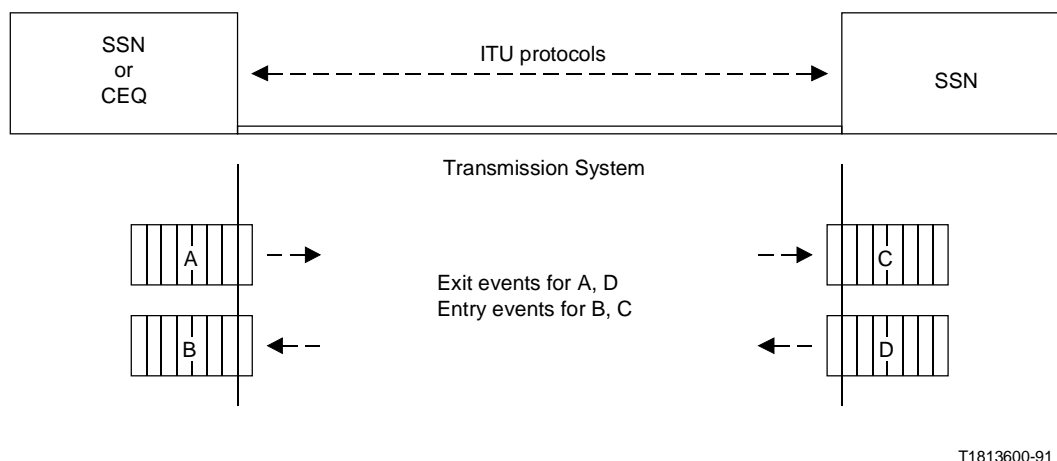 SSN
or
CEQ
ITU protocols
SSN
Transmission System
A
C
Exit events for A, D
Entry events for B, C
B
D
T1813600-91